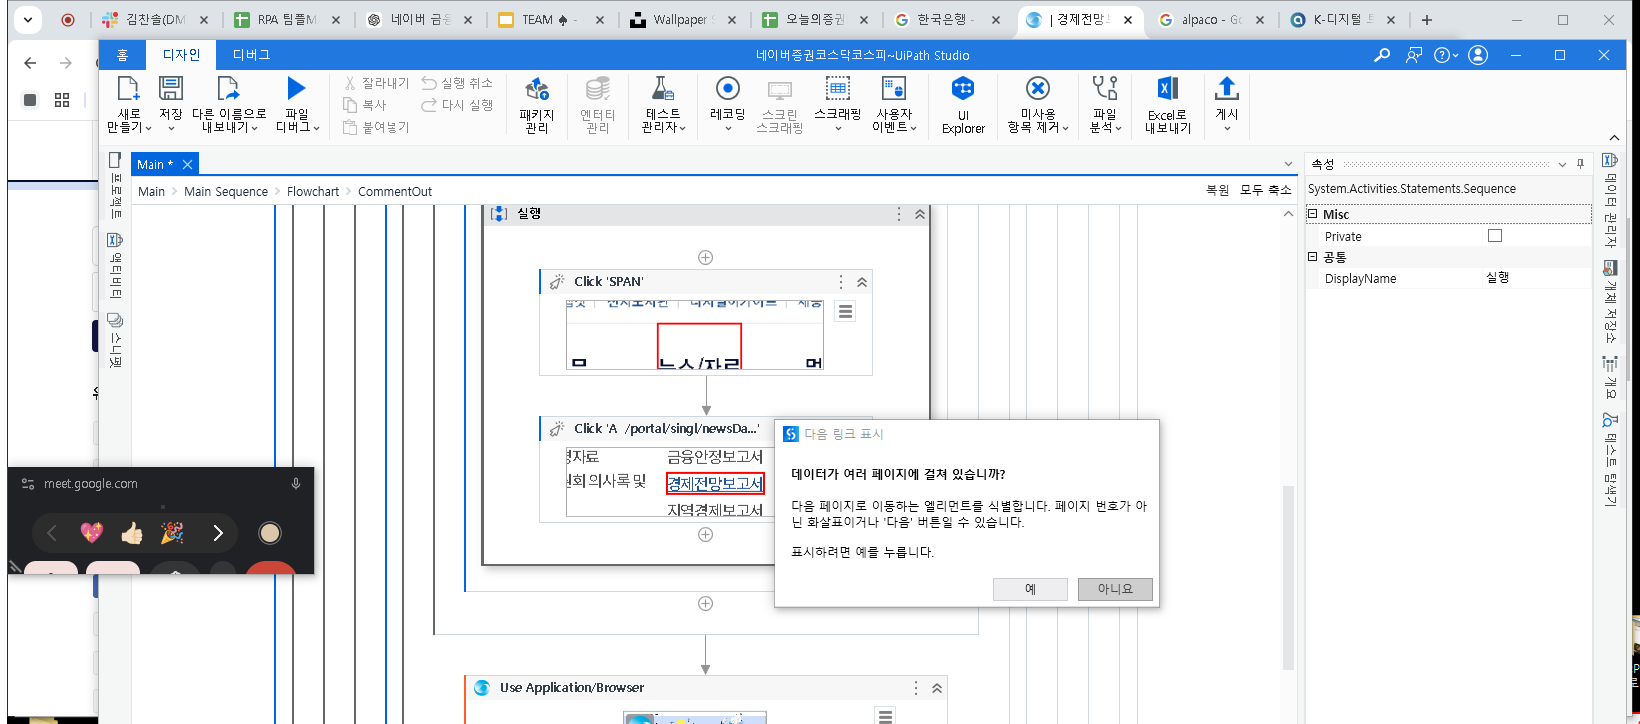 김찬솔(DM
RPA 팀플M
네이버 금융
TEAM ♠ -
Wallpaper S
오늘의증권
한국은행 -
| 경제전망보
alpaco - Go
K-디지털 트
네이버증권코스닥코스피~UiPath Studio
홈
디자인
디버그
새로 만들기
저장
다른 이름으로 내보내기
파일 디버그
잘라내기
복사
붙여넣기
실행 취소
다시 실행
패키지 관리
엔터티 관리
테스트 관리자
레코딩
스크린 스크래핑
스크래핑
사용자 이벤트
UI Explorer
미사용 항목 제거
파일 분석
Excel로 내보내기
게시
Main *
Main > Main Sequence > Flowchart > CommentOut
복원 모두 축소
프로젝트
액티비티
스니펫
실행
Click 'SPAN'
뉴스/자료
Click 'A /portal/singl/newsDa...'
금융안정보고서
원회 의사록 및
경제전망보고서
지역경제보고서
다음 링크 표시
데이터가 여러 페이지에 걸쳐 있습니까?
다음 페이지로 이동하는 엘리먼트를 식별합니다. 페이지 번호가 아
닌 화살표이거나 '다음' 버튼일 수 있습니다.
표시하려면 예를 누릅니다.
예
아니요
Use Application/Browser
meet.google.com
속성
System.Activities.Statements.Sequence
Misc
Private
공통
DisplayName 실행
데이터 관리자
개체 저장소
개요
테스트 탐색기